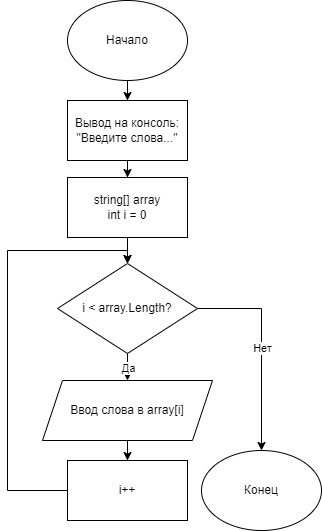 Начало
Вывод на консоль:
"Введите слова..."
string[] array
int i = 0
i < array.Length?
Нет
Да
Ввод слова в array[i]
i++
Конец